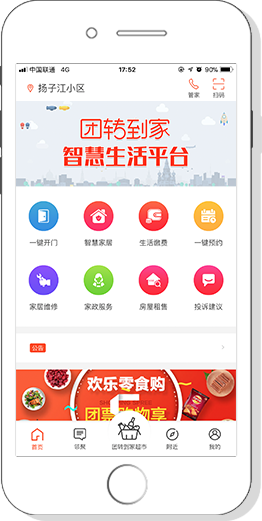 中国联通 4G 17:52 90%
扬子江小区 管家 扫码
团转到家
智慧生活平台
一键开门 智慧家居 生活缴费 一键预约
家居维修 家政服务 房屋租售 投诉建议
公告
欢乐零食购
团票购物享
首页 邻聚 团转到家超市 附近 我的